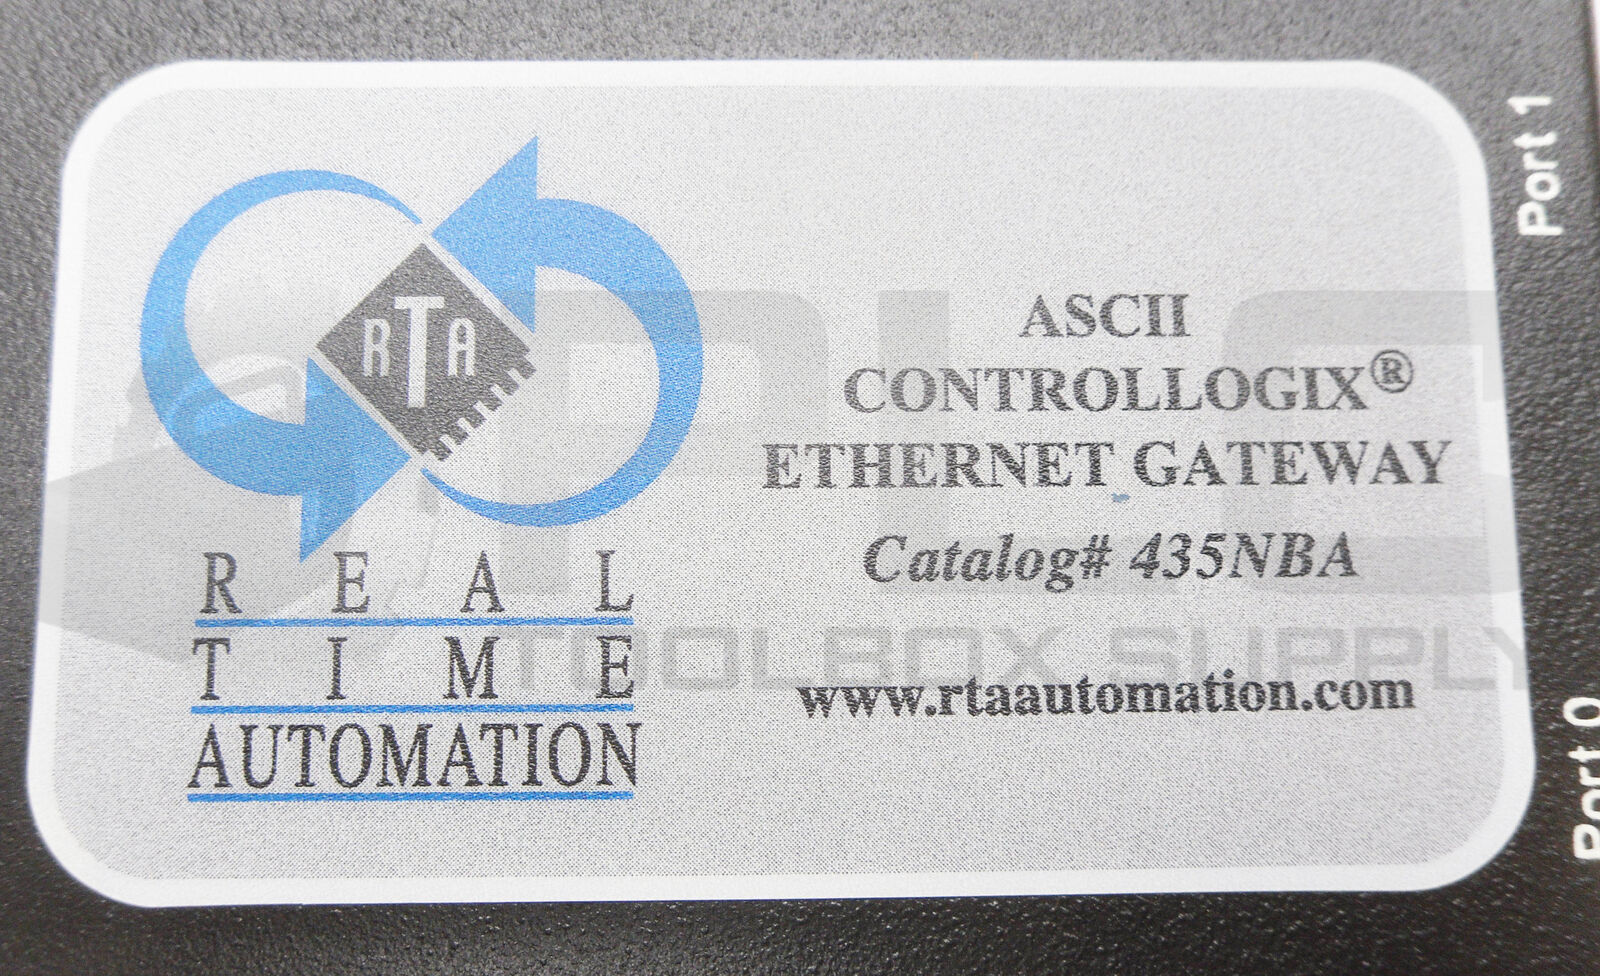 RTA
REAL
TIME
AUTOMATION
ASCII
CONTROLLOGIX®
ETHERNET GATEWAY
Catalog# 435NBA
www.rtaautomation.com
Port 1
Port 0
PLC
TOOLBOX SUPPLY